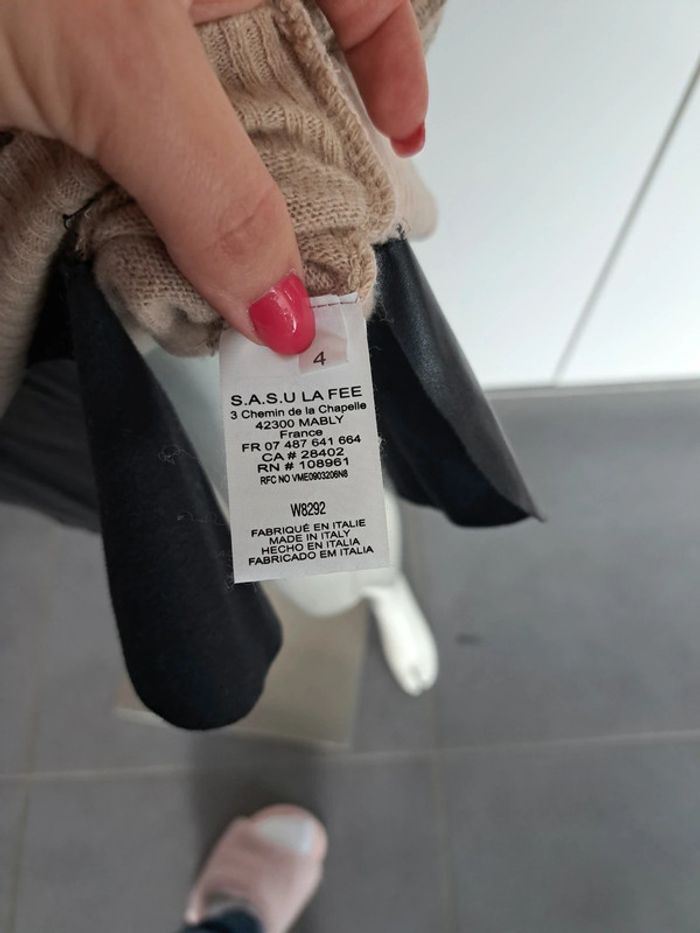 4
S.A.S.U LA FEE
3 Chemin de la Chapelle
42300 MABLY
France
FR 07 487 641 664
CA # 28402
RN # 108961
RFC NO VME0903206N8
W8292
FABRIQUÉ EN ITALIE
MADE IN ITALY
HECHO EN ITALIA
FABRICADO EM ITALIA